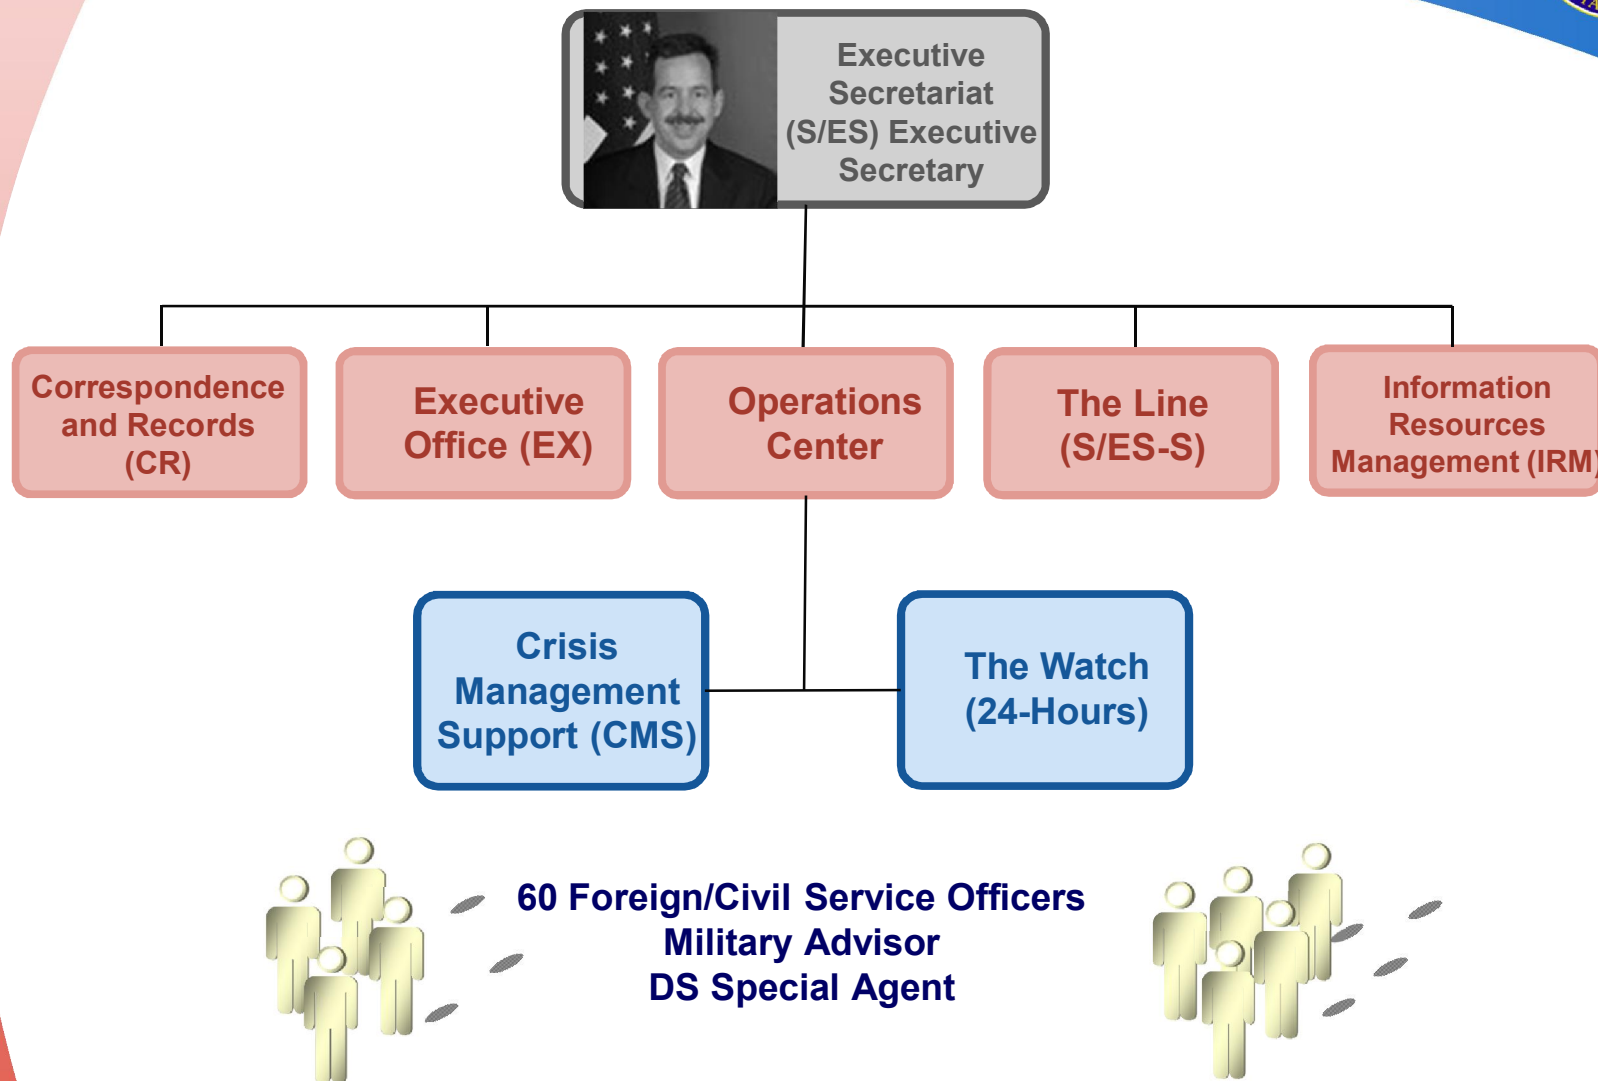 Executive
Secretariat
(S/ES) Executive
Secretary
Correspondence
and Records
(CR)
Executive
Office (EX)
Operations
Center
The Line
(S/ES-S)
Information
Resources
Management (IRM)
Crisis
Management
Support (CMS)
The Watch
(24-Hours)
60 Foreign/Civil Service Officers
Military Advisor
DS Special Agent